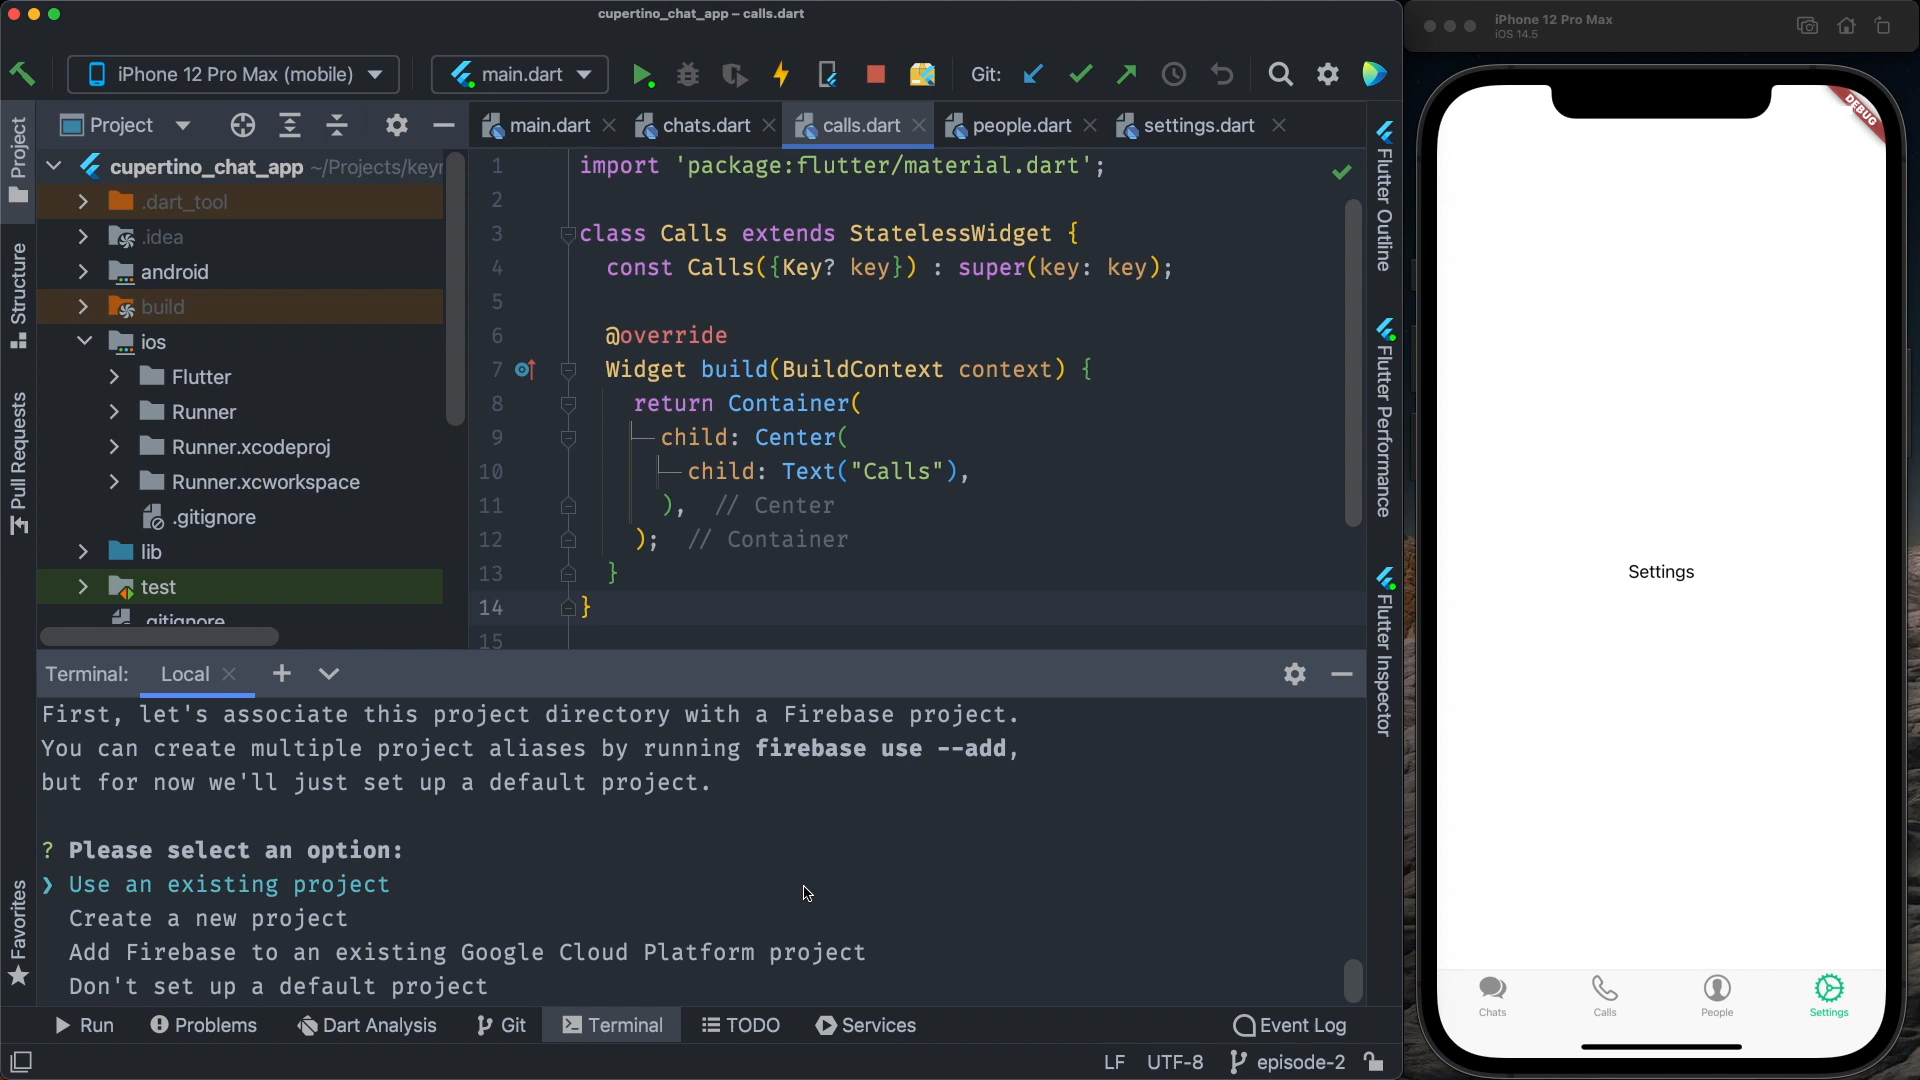 cupertino_chat_app – calls.dart
iPhone 12 Pro Max (mobile)
main.dart
Git:
Project
main.dart
chats.dart
calls.dart
people.dart
settings.dart
cupertino_chat_app ~/Projects/keyr
.dart_tool
.idea
android
build
ios
Flutter
Runner
Runner.xcodeproj
Runner.xcworkspace
.gitignore
lib
test
.gitignore
Project
Structure
Pull Requests
Favorites
1 import 'package:flutter/material.dart';
2
3 class Calls extends StatelessWidget {
4 const Calls({Key? key}) : super(key: key);
5
6 @override
7 Widget build(BuildContext context) {
8 return Container(
9 child: Center(
10 child: Text("Calls"),
11 ), // Center
12 ); // Container
13 }
14 }
15
Flutter Outline
Flutter Performance
Flutter Inspector
Terminal: Local
First, let's associate this project directory with a Firebase project.
You can create multiple project aliases by running firebase use --add,
but for now we'll just set up a default project.
? Please select an option:
❯ Use an existing project
Create a new project
Add Firebase to an existing Google Cloud Platform project
Don't set up a default project
Run
Problems
Dart Analysis
Git
Terminal
TODO
Services
Event Log
LF
UTF-8
episode-2
iPhone 12 Pro Max
iOS 14.5
DEBUG
Settings
Chats
Calls
People
Settings